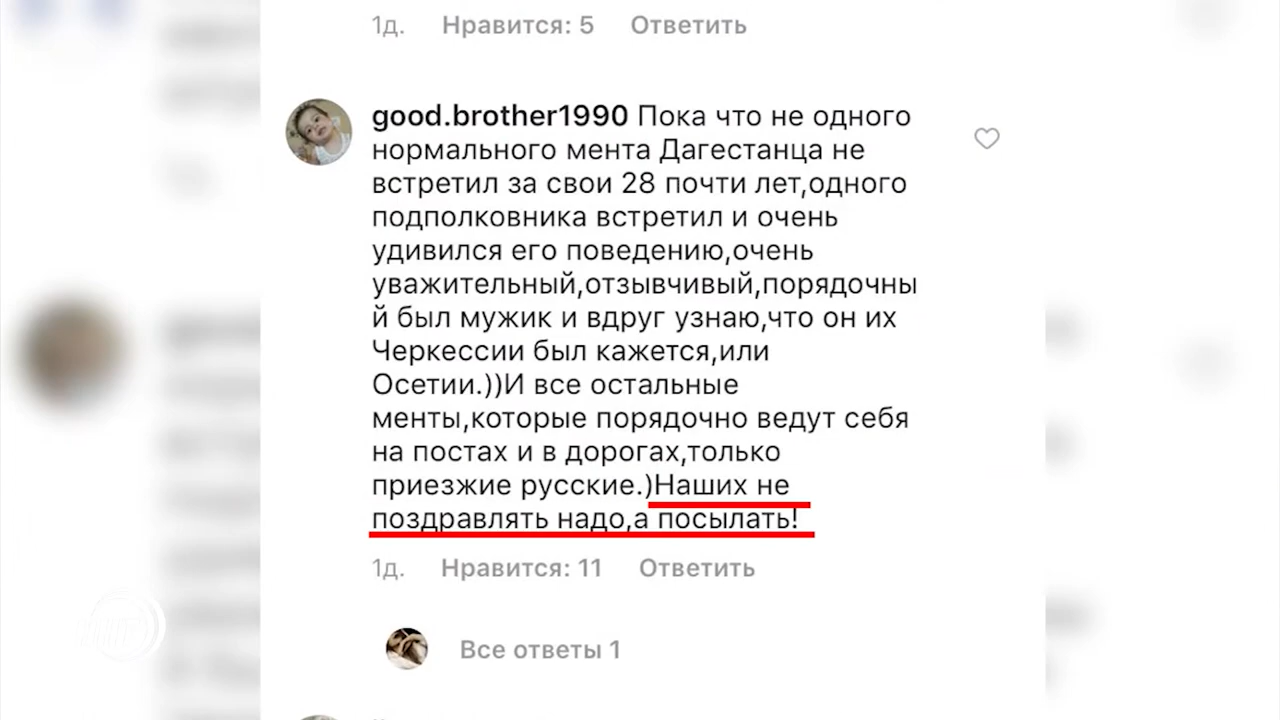 1д. Нравится: 5 Ответить
good.brother1990 Пока что не одного
нормального мента Дагестанца не
встретил за свои 28 почти лет,одного
подполковника встретил и очень
удивился его поведению,очень
уважительный,отзывчивый,порядочны
й был мужик и вдруг узнаю,что он их
Черкессии был кажется,или
Осетии.))И все остальные
менты,которые порядочно ведут себя
на постах и в дорогах,только
приезжие русские.)Наших не
поздравлять надо,а посылать!
1д. Нравится: 11 Ответить
Все ответы 1